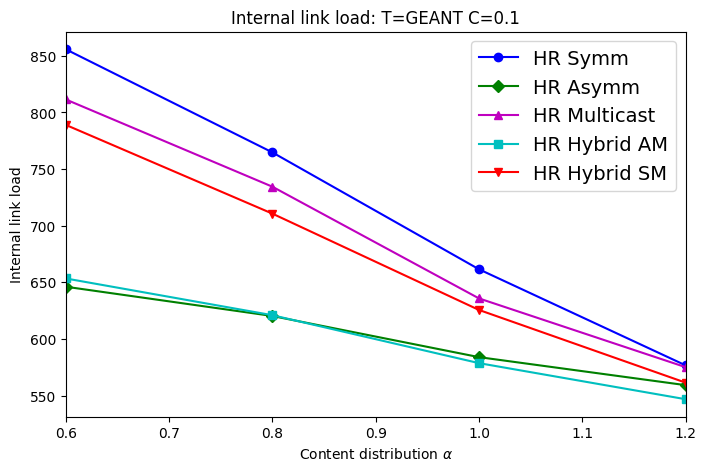 Internal link load: T=GEANT C=0.1
Internal link load
850
800
750
700
650
600
550
HR Symm
HR Asymm
HR Multicast
HR Hybrid AM
HR Hybrid SM
0.6
0.7
0.8
0.9
1.0
1.1
1.2
Content distribution α